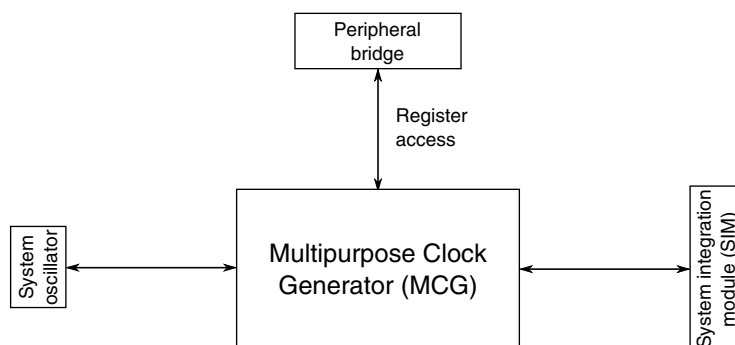 Peripheral
bridge
Register
access
System
oscillator
Multipurpose Clock
Generator (MCG)
System integration
module (SIM)